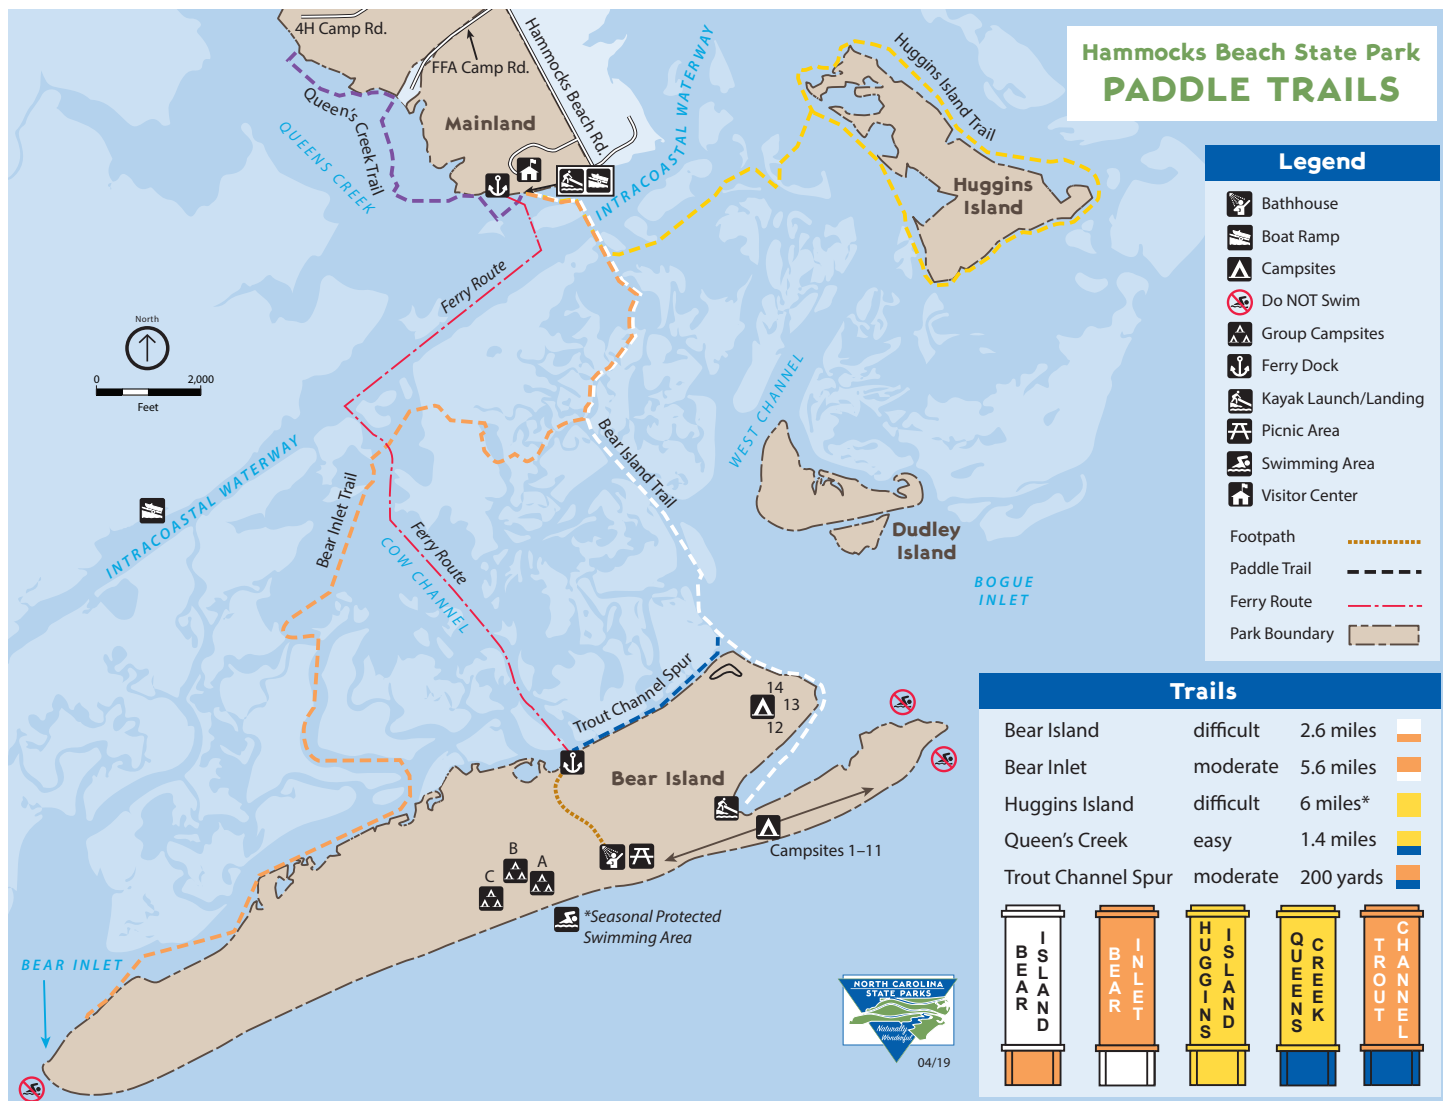 Hammocks Beach State Park
PADDLE TRAILS
4H Camp Rd.
FFA Camp Rd.
Hammocks Beach Rd.
Mainland
Queen's Creek Trail
QUEENS CREEK
INTRACOASTAL WATERWAY
Huggins Island Trail
Huggins
Island
Ferry Route
North
0 2,000
Feet
WEST CHANNEL
Bear Island Trail
Bear Inlet Trail
INTRACOASTAL WATERWAY
Ferry Route
COW CHANNEL
Dudley
Island
BOGUE
INLET
Trout Channel Spur
14
13
12
Bear Island
Campsites 1–11
B
A
C
*Seasonal Protected
Swimming Area
BEAR INLET
NORTH CAROLINA
STATE PARKS
Naturally
Wonderful
04/19
Legend
Bathhouse
Boat Ramp
Campsites
Do NOT Swim
Group Campsites
Ferry Dock
Kayak Launch/Landing
Picnic Area
Swimming Area
Visitor Center
Footpath
Paddle Trail
Ferry Route
Park Boundary
Trails
Bear Island difficult 2.6 miles
Bear Inlet moderate 5.6 miles
Huggins Island difficult 6 miles*
Queen's Creek easy 1.4 miles
Trout Channel Spur moderate 200 yards
BEAR
ISLAND
BEAR
INLET
HUGGINS
ISLAND
QUEENS
CREEK
TROUT
CHANNEL